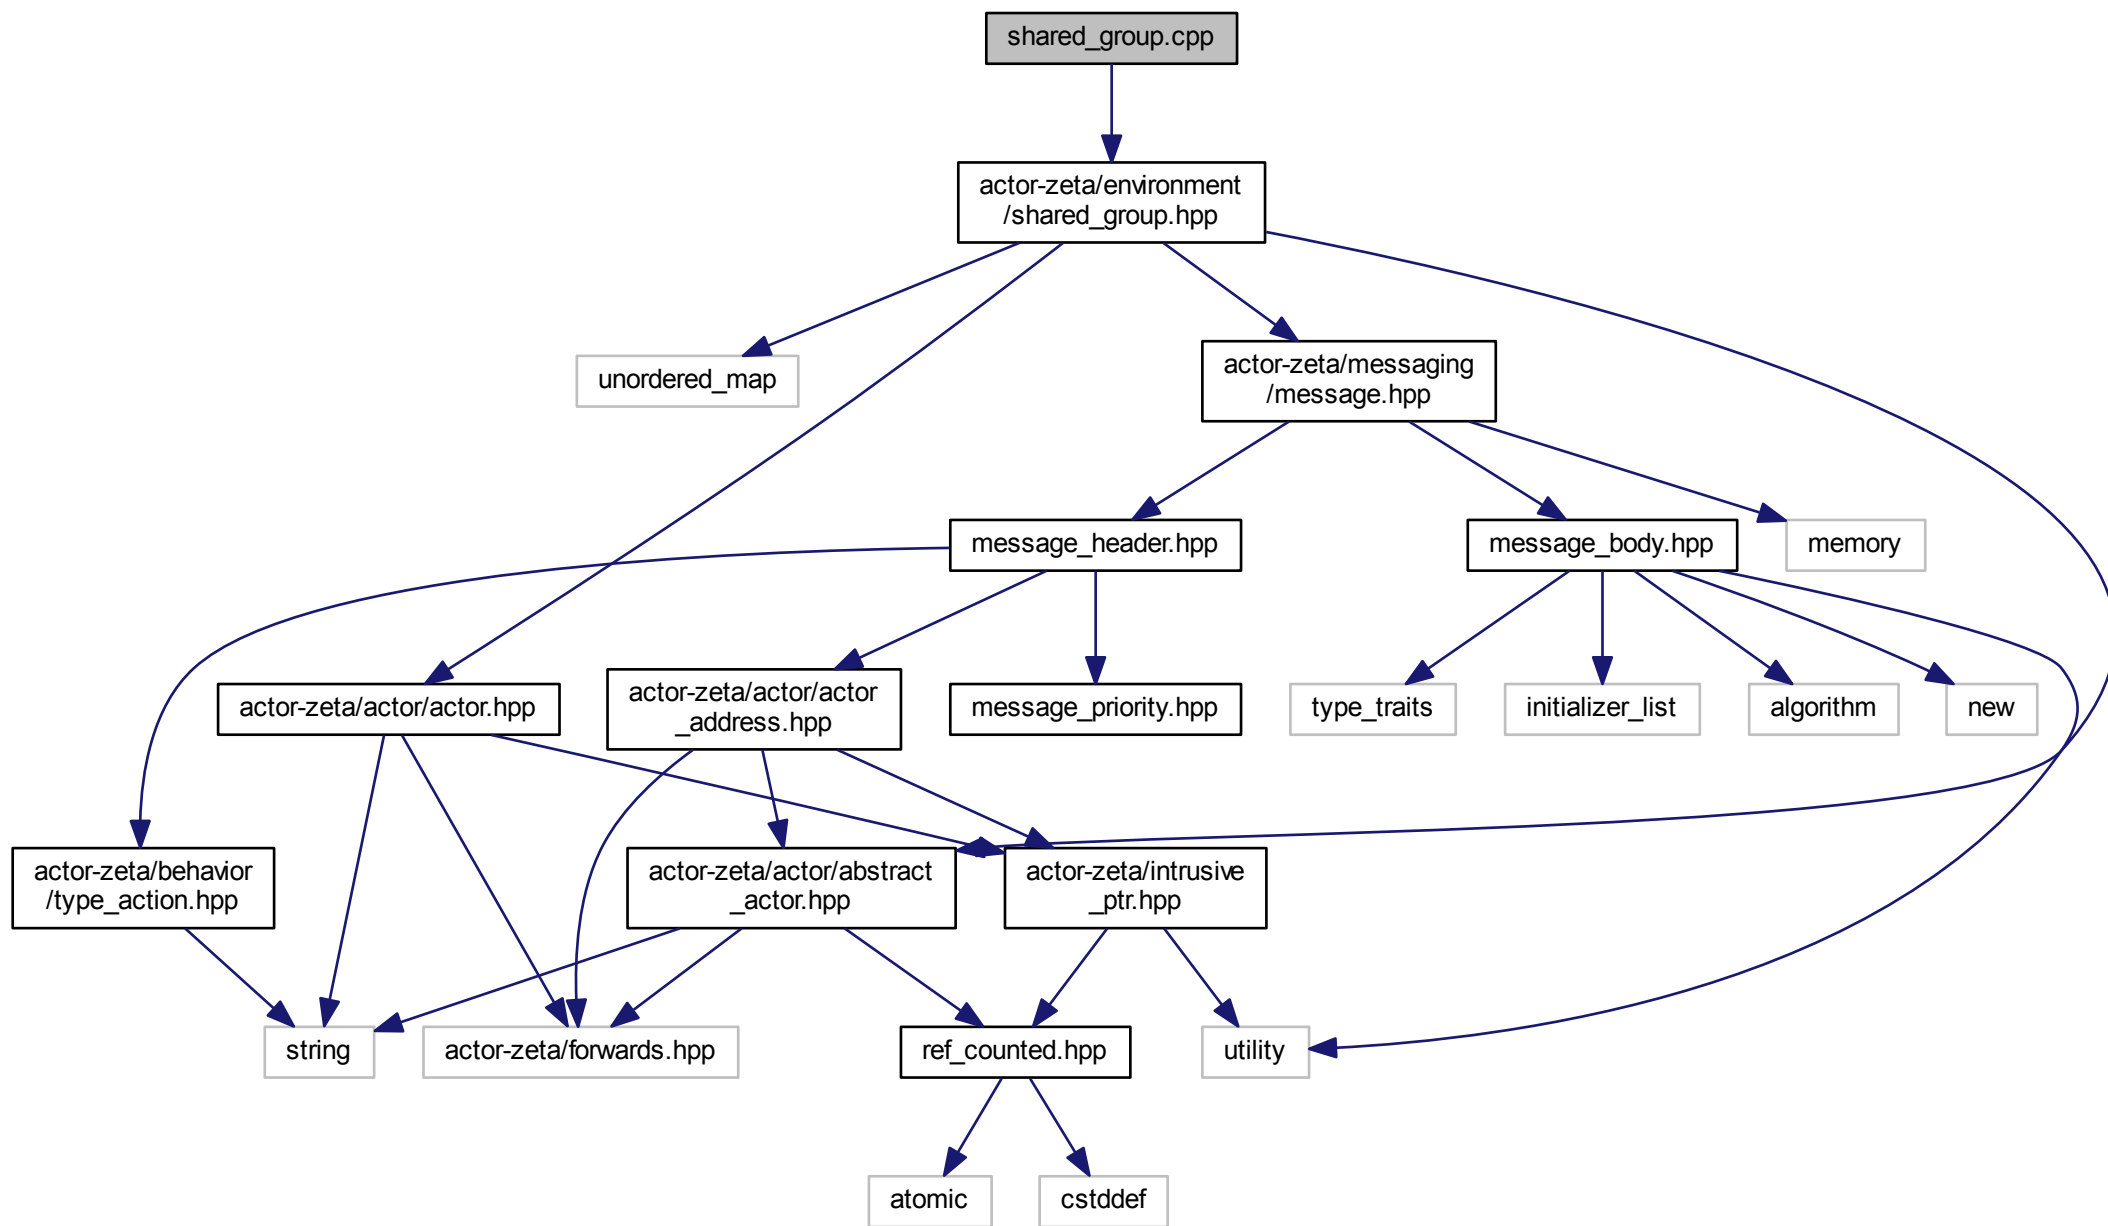 shared_group.cpp
actor-zeta/environment
/shared_group.hpp
unordered_map
actor-zeta/messaging
/message.hpp
message_header.hpp
message_body.hpp
memory
actor-zeta/actor/actor.hpp
actor-zeta/actor/actor
_address.hpp
message_priority.hpp
type_traits
initializer_list
algorithm
new
actor-zeta/behavior
/type_action.hpp
actor-zeta/actor/abstract
_actor.hpp
actor-zeta/intrusive
_ptr.hpp
string
actor-zeta/forwards.hpp
ref_counted.hpp
utility
atomic
cstddef